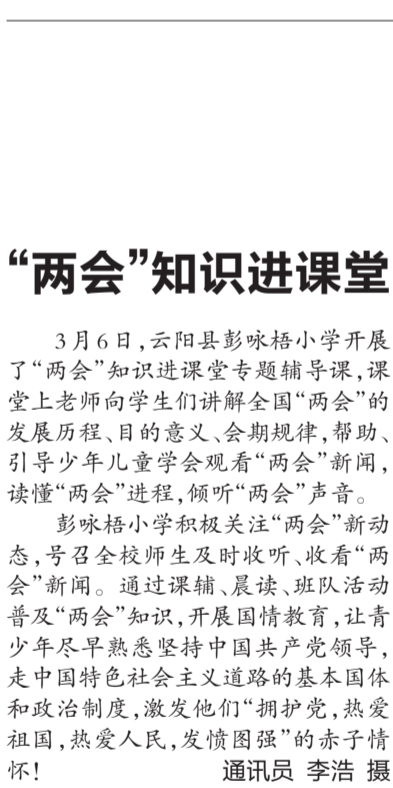 “两会”知识进课堂
3月6日，云阳县彭咏梧小学开展
了“两会”知识进课堂专题辅导课，课
堂上老师向学生们讲解全国“两会”的
发展历程、目的意义、会期规律，帮助、
引导少年儿童学会观看“两会”新闻，
读懂“两会”进程，倾听“两会”声音。
彭咏梧小学积极关注“两会”新动
态，号召全校师生及时收听、收看“两
会”新闻。通过课辅、晨读、班队活动
普及“两会”知识，开展国情教育，让青
少年尽早熟悉坚持中国共产党领导，
走中国特色社会主义道路的基本国体
和政治制度，激发他们“拥护党，热爱
祖国，热爱人民，发愤图强”的赤子情
怀！ 通讯员 李浩 摄